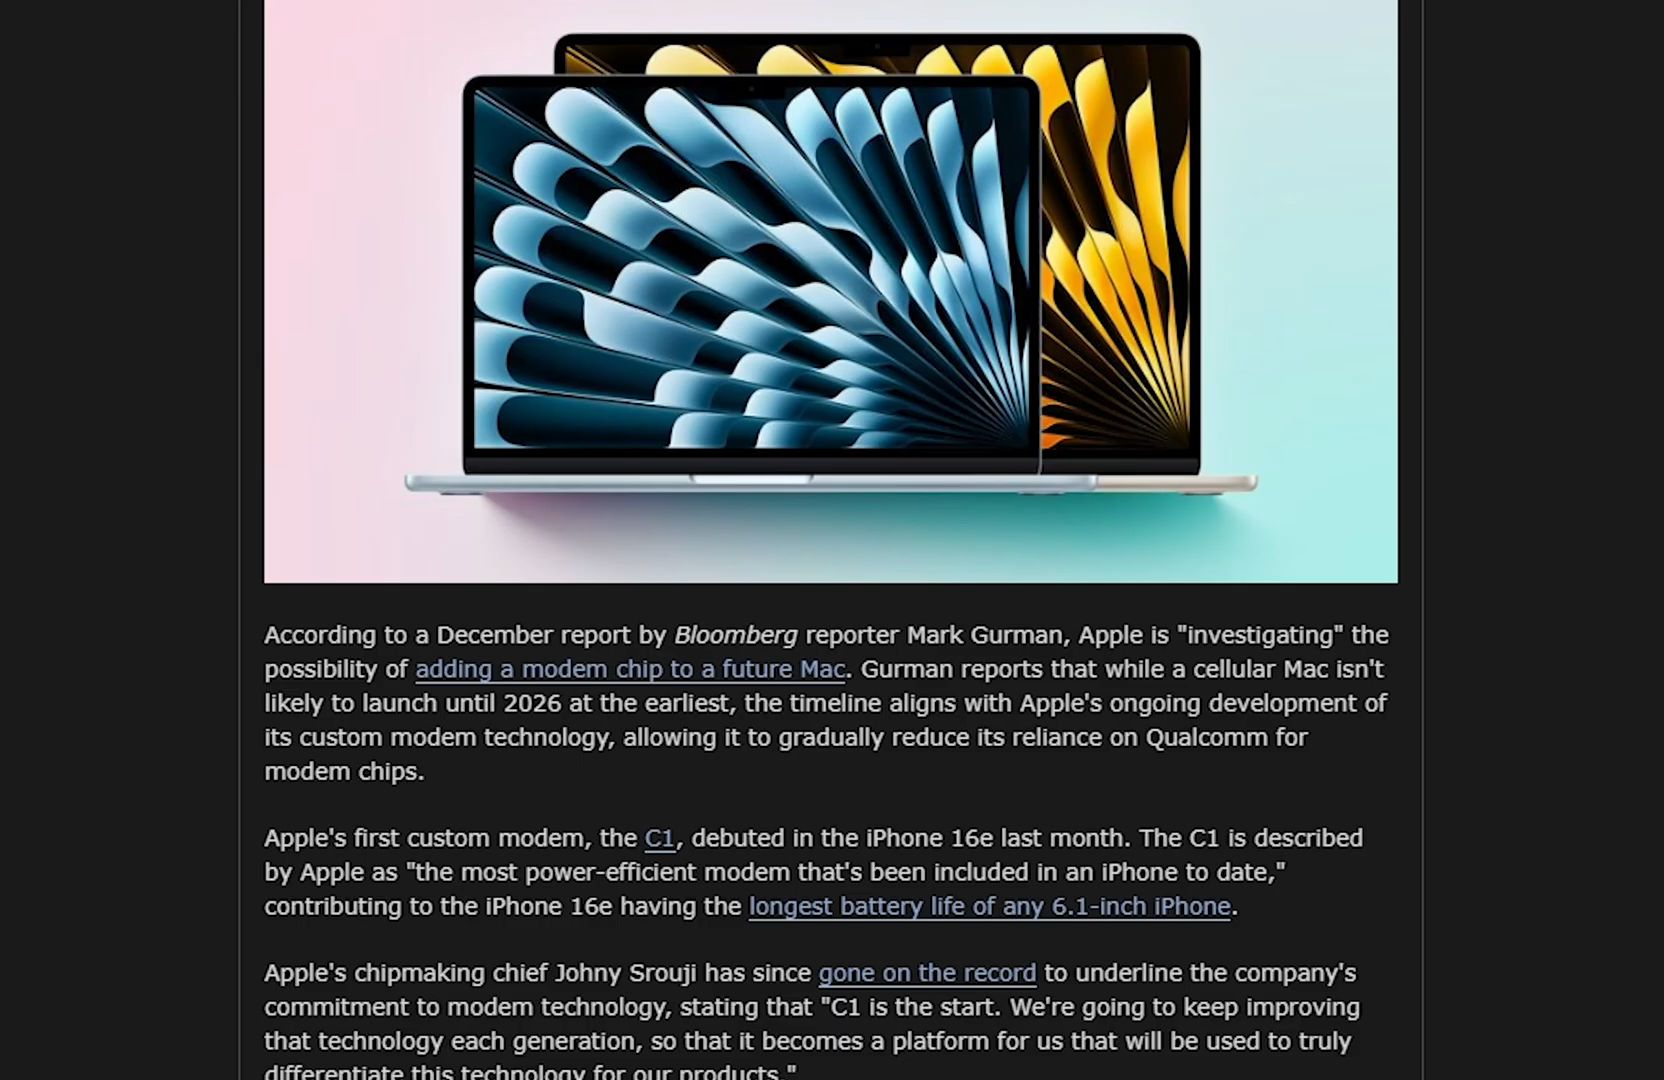 According to a December report by Bloomberg reporter Mark Gurman, Apple is "investigating" the
possibility of adding a modem chip to a future Mac. Gurman reports that while a cellular Mac isn't
likely to launch until 2026 at the earliest, the timeline aligns with Apple's ongoing development of
its custom modem technology, allowing it to gradually reduce its reliance on Qualcomm for
modem chips.
Apple's first custom modem, the C1, debuted in the iPhone 16e last month. The C1 is described
by Apple as "the most power-efficient modem that's been included in an iPhone to date,"
contributing to the iPhone 16e having the longest battery life of any 6.1-inch iPhone.
Apple's chipmaking chief Johny Srouji has since gone on the record to underline the company's
commitment to modem technology, stating that "C1 is the start. We're going to keep improving
that technology each generation, so that it becomes a platform for us that will be used to truly
differentiate this technology for our products."